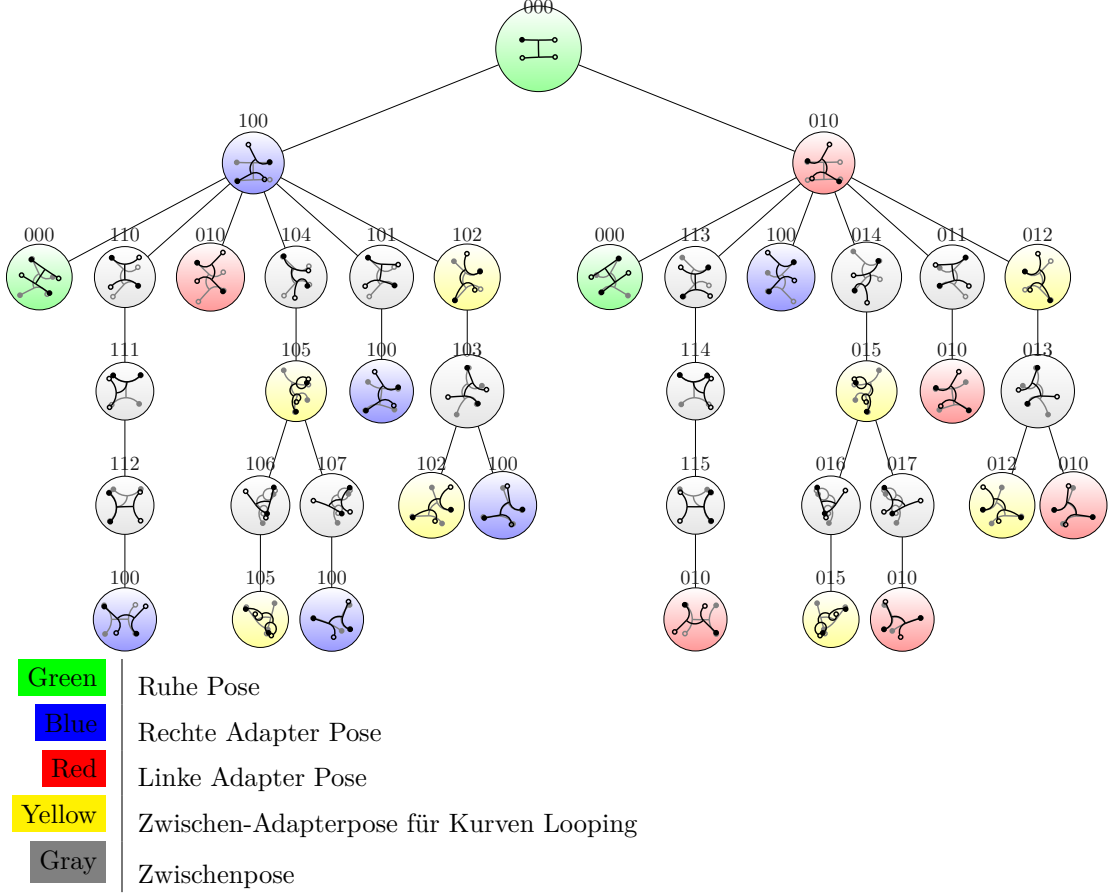 000
100 010
000 110 010 104 101 102 000 113 100 014 011 012
111 105 100 103 114 015 010 013
112 106 107 102 100 115 016 017 012 010
100 105 100 010 015 010
Green Ruhe Pose
Blue Rechte Adapter Pose
Red Linke Adapter Pose
Yellow Zwischen-Adapterpose für Kurven Looping
Gray Zwischenpose